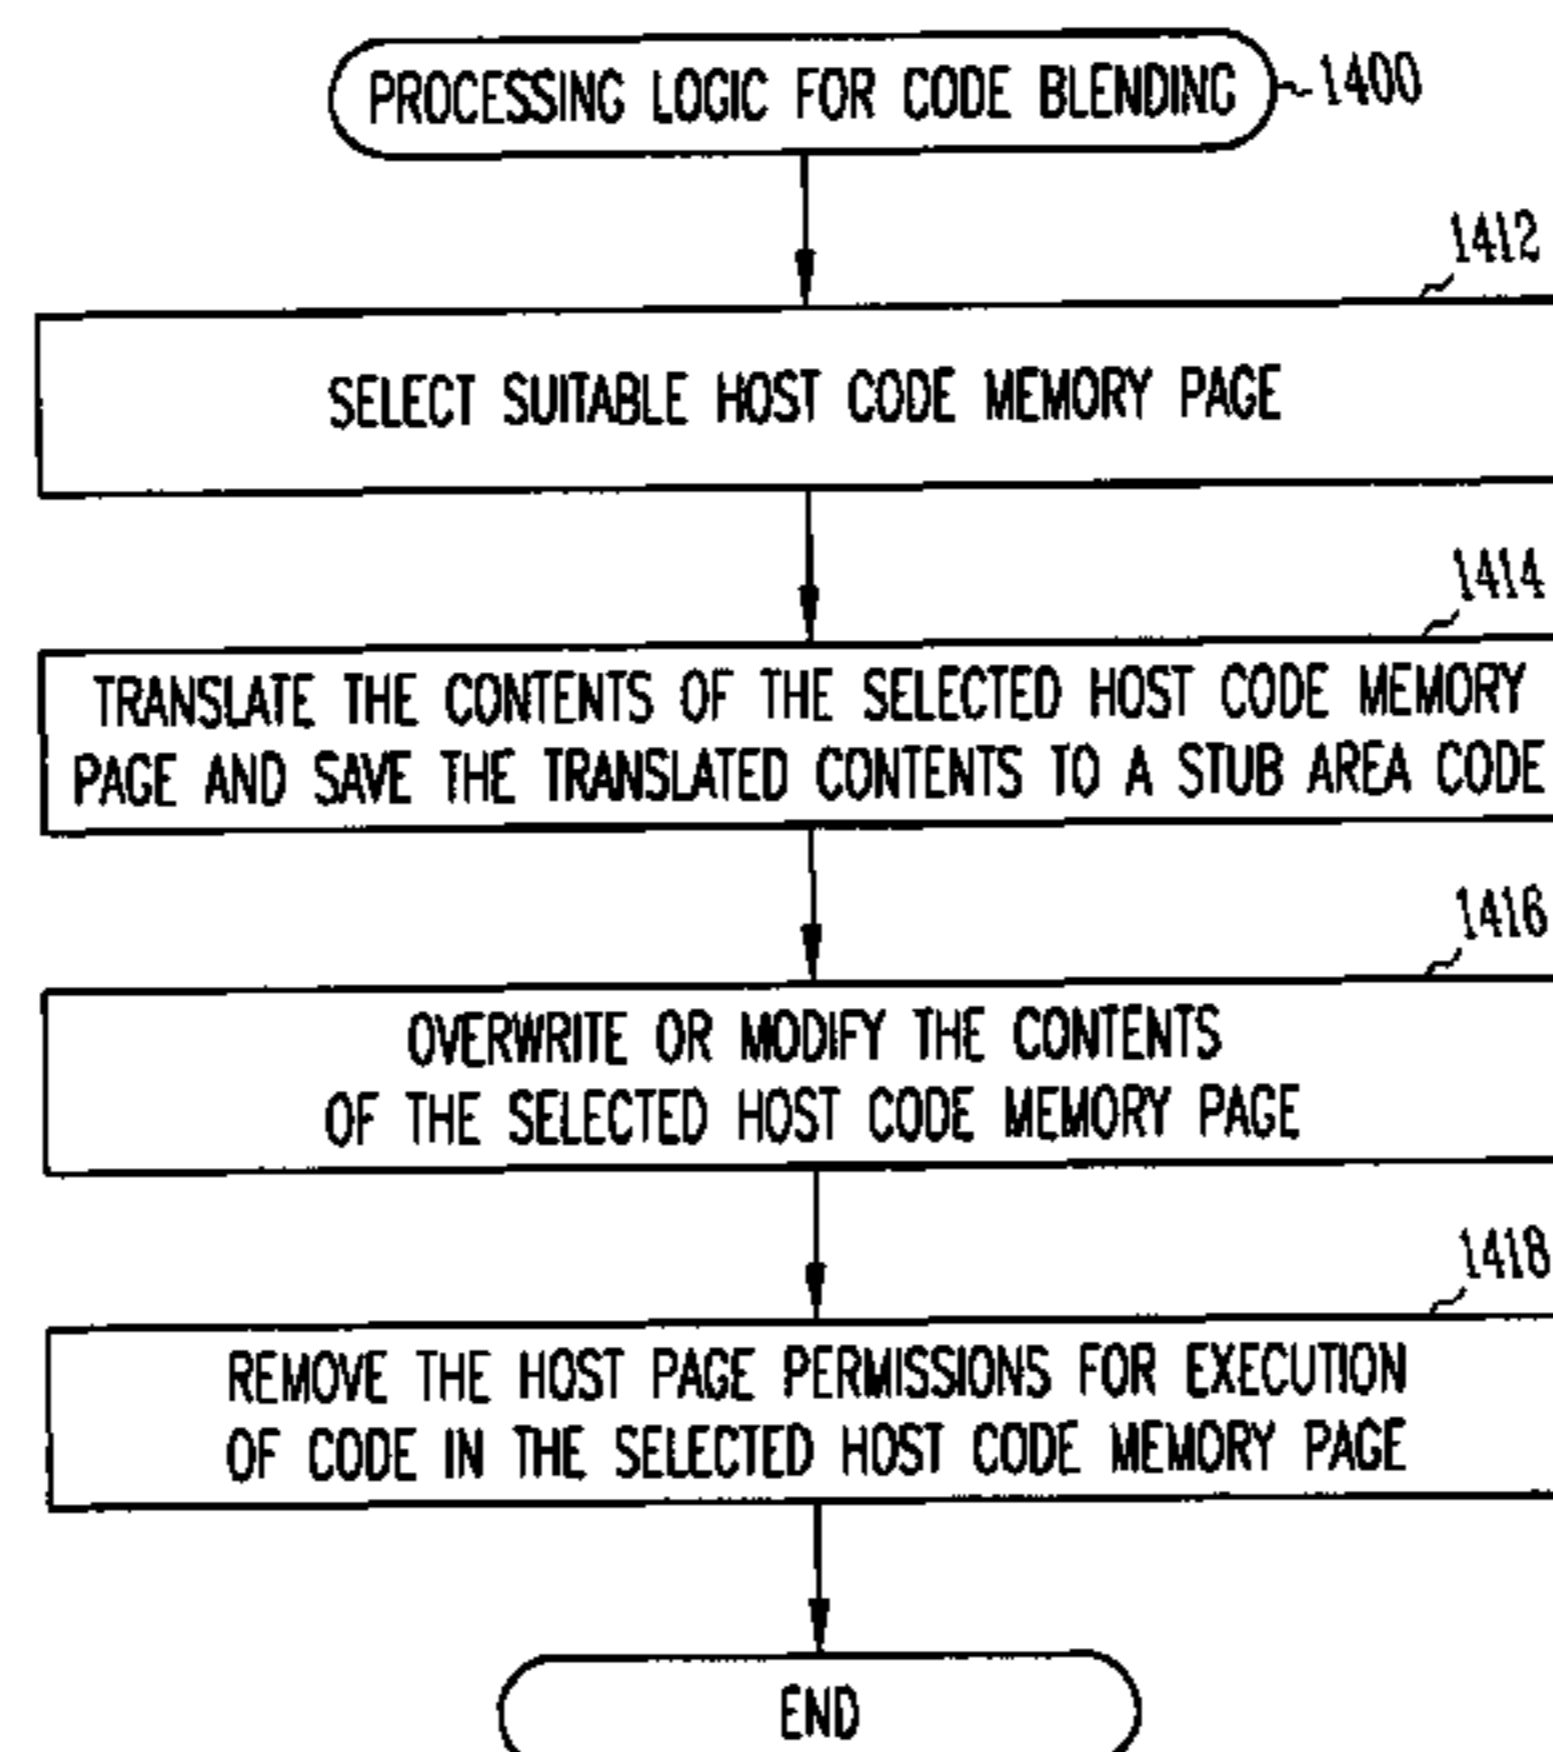 PROCESSING LOGIC FOR CODE BLENDING
1400
1412
SELECT SUITABLE HOST CODE MEMORY PAGE
1414
TRANSLATE THE CONTENTS OF THE SELECTED HOST CODE MEMORY
PAGE AND SAVE THE TRANSLATED CONTENTS TO A STUB AREA CODE
1416
OVERWRITE OR MODIFY THE CONTENTS
OF THE SELECTED HOST CODE MEMORY PAGE
1418
REMOVE THE HOST PAGE PERMISSIONS FOR EXECUTION
OF CODE IN THE SELECTED HOST CODE MEMORY PAGE
END